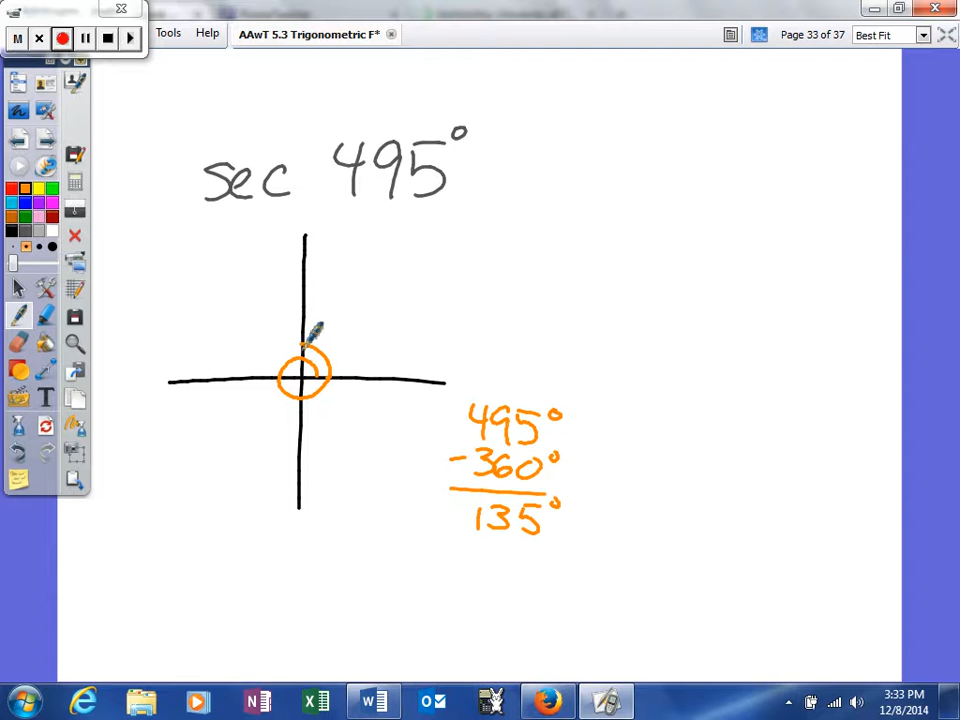 M
Tools Help
AAwT 5.3 Trigonometric F*
Page 33 of 37
Best Fit
sec 495°
495°
-360°
135°
3:33 PM
12/8/2014